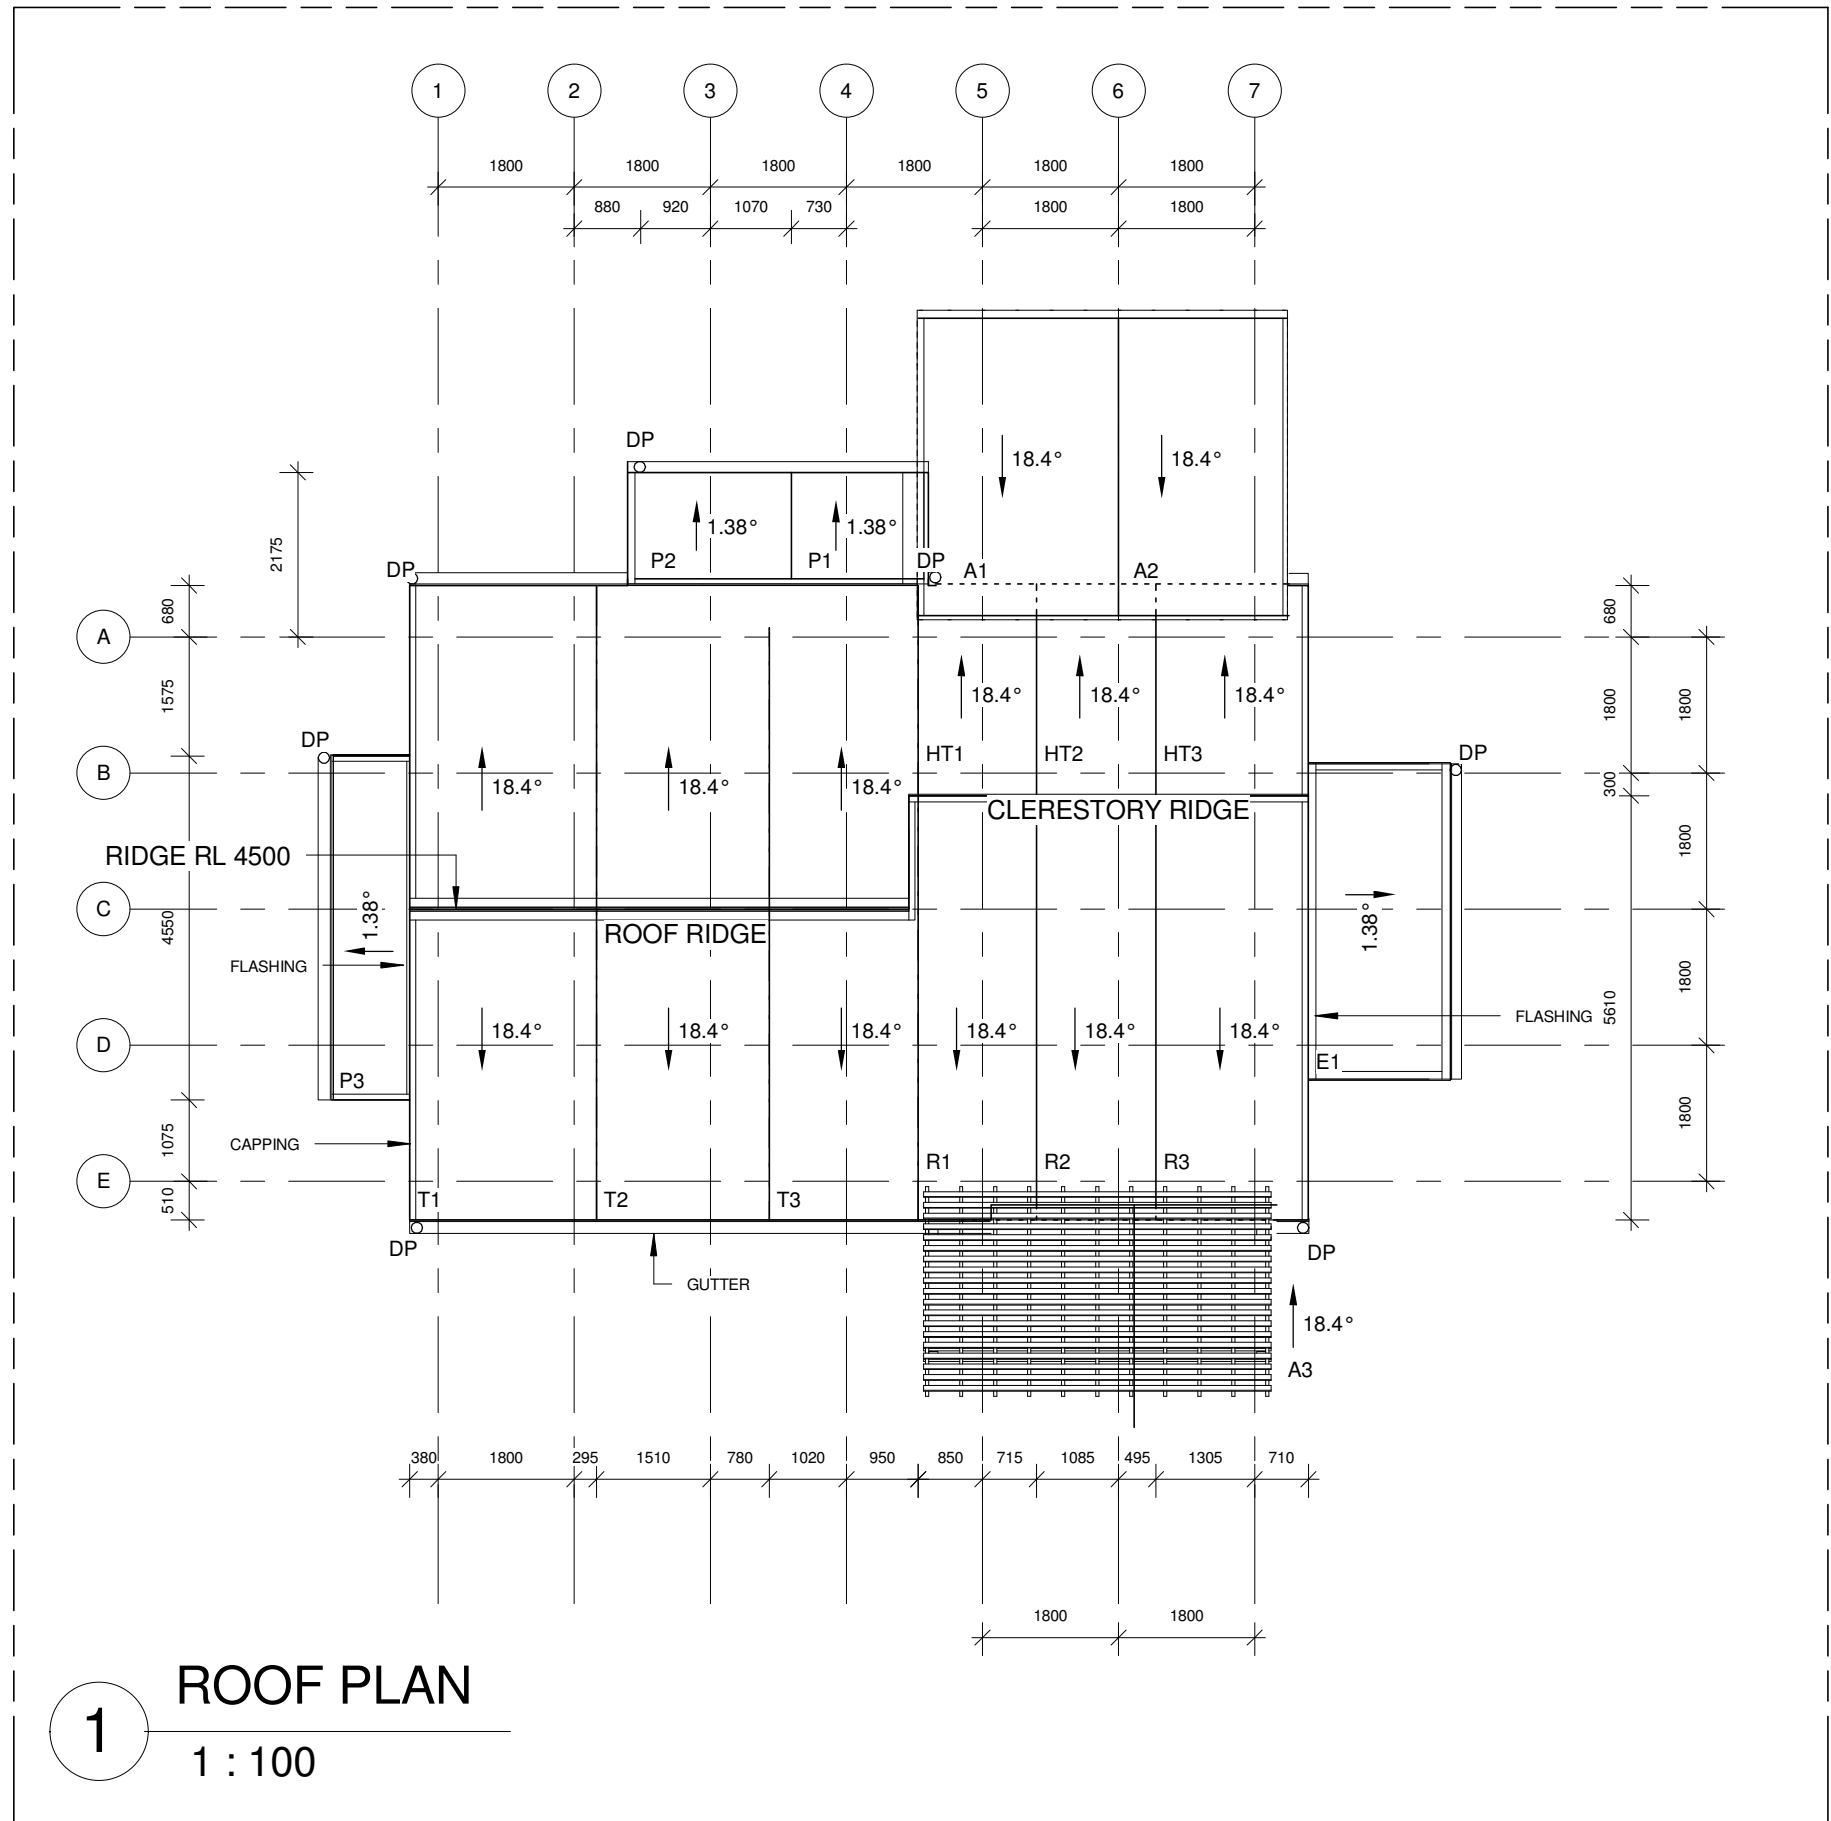 1 2 3 4 5 6 7
1800 1800 1800 1800 1800 1800
880 920 1070 730 1800 1800
DP
18.4° 18.4°
1.38° 1.38°
2175
P2 P1 DP A1 A2
DP
680 680
A
1575 1800 1800
18.4° 18.4° 18.4°
DP HT1 HT2 HT3 DP
B
18.4° 18.4° 18.4° 300
CLERESTORY RIDGE
RIDGE RL 4500 1800
C
4550 1.38° 1.38°
ROOF RIDGE
FLASHING 1800
FLASHING 5610
18.4° 18.4° 18.4° 18.4° 18.4° 18.4°
D
E1
P3
1075 1800
CAPPING
R1 R2 R3
E
510 T1 T2 T3
DP DP
GUTTER
18.4°
A3
380 1800 295 1510 780 1020 950 850 715 1085 495 1305 710
1800 1800
ROOF PLAN
1
1 : 100